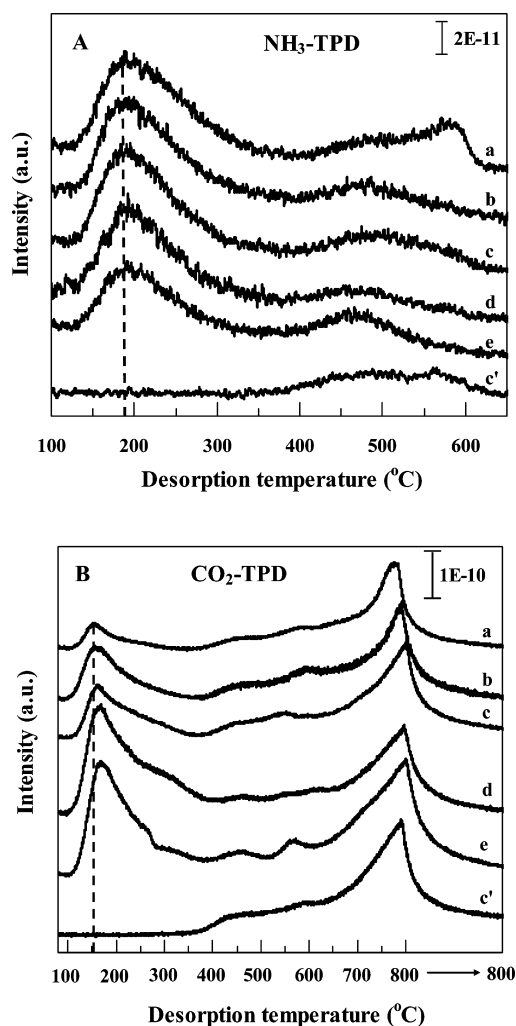 A
NH₃-TPD
2E-11
Intensity (a.u.)
a
b
c
d
e
c'
100 200 300 400 500 600
Desorption temperature (°C)
B
CO₂-TPD
1E-10
Intensity (a.u.)
a
b
c
d
e
c'
100 200 300 400 500 600 700 800 → 800
Desorption temperature (°C)